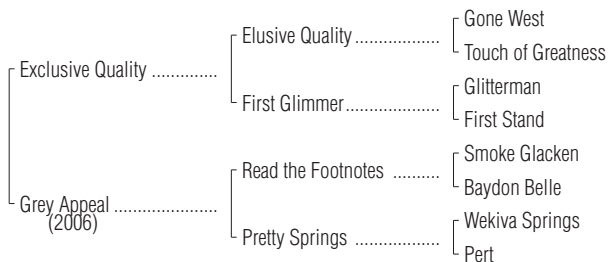 Gone West
Elusive Quality ..................
Touch of Greatness
Exclusive Quality .............
Glitterman
First Glimmer....................
First Stand
Smoke Glacken
Read the Footnotes ..........
Baydon Belle
Grey Appeal ......................
(2006)
Wekiva Springs
Pretty Springs ..................
Pert